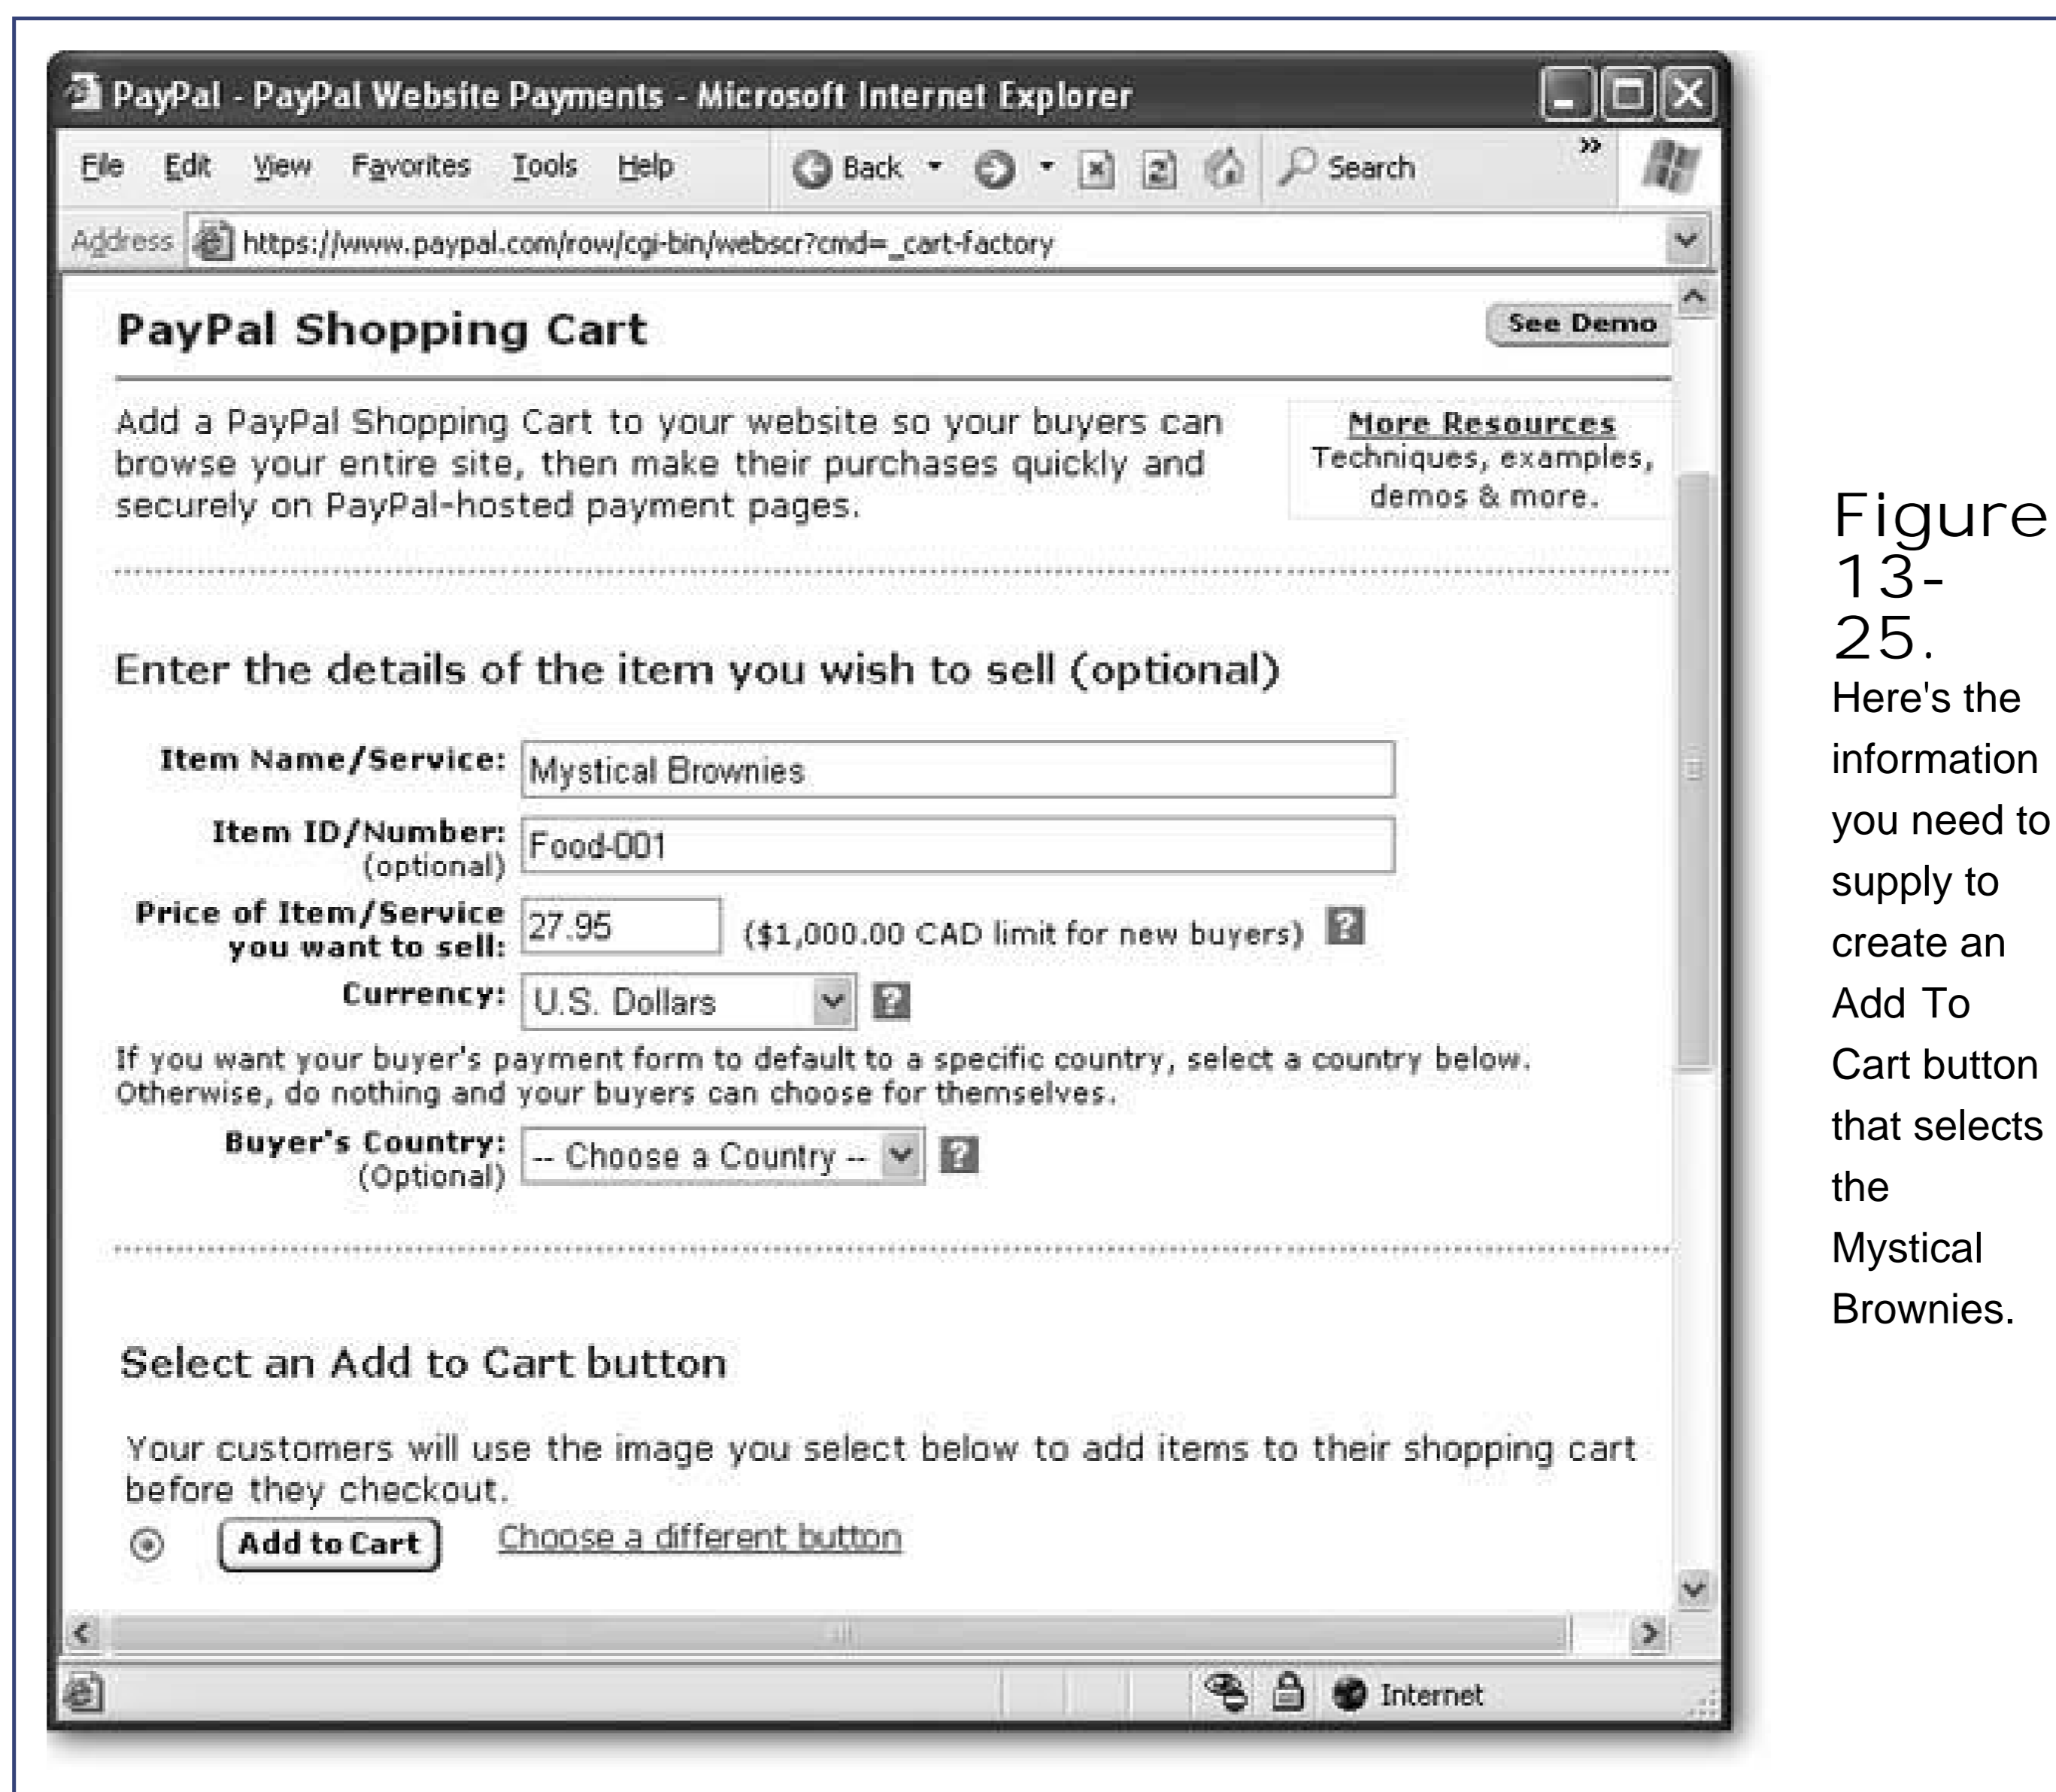 PayPal - PayPal Website Payments - Microsoft Internet Explorer
File Edit View Favorites Tools Help Back Search »
Address https://www.paypal.com/row/cgi-bin/webscr?cmd=_cart-factory
PayPal Shopping Cart
See Demo
Add a PayPal Shopping Cart to your website so your buyers can
browse your entire site, then make their purchases quickly and
securely on PayPal-hosted payment pages.
More Resources
Techniques, examples,
demos & more.
Enter the details of the item you wish to sell (optional)
Item Name/Service: Mystical Brownies
Item ID/Number: Food-001
(optional)
Price of Item/Service
you want to sell: 27.95 ($1,000.00 CAD limit for new buyers) ?
Currency: U.S. Dollars ?
If you want your buyer's payment form to default to a specific country, select a country below.
Otherwise, do nothing and your buyers can choose for themselves.
Buyer's Country: -- Choose a Country -- ?
(Optional)
Select an Add to Cart button
Your customers will use the image you select below to add items to their shopping cart
before they checkout.
Add to Cart Choose a different button
Internet
Figure
13-
25.
Here's the
information
you need to
supply to
create an
Add To
Cart button
that selects
the
Mystical
Brownies.